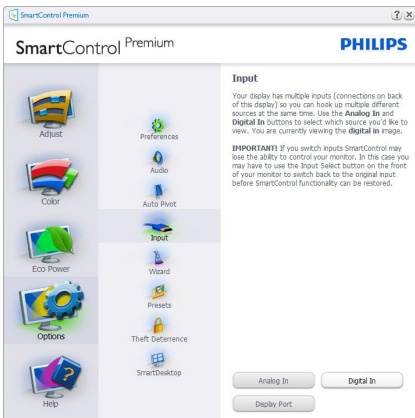 SmartControl Premium
SmartControl Premium
PHILIPS
Adjust
Color
Eco Power
Options
Help
Preferences
Audio
Auto Pivot
Input
Wizard
Presets
Theft Deterrence
SmartDesktop
Input
Your display has multiple inputs (connections on back
of this display) so you can hook up multiple different
sources at the same time. Use the Analog In and
Digital In buttons to select which source you'd like to
view. You are currently viewing the digital in image.
IMPORTANT! If you switch inputs SmartControl may
lose the ability to control your monitor. In this case you
may have to use the Input Select button on the front
of your monitor to switch back to the original input
before SmartControl functionality can be restored.
Analog In
Digital In
Display Port